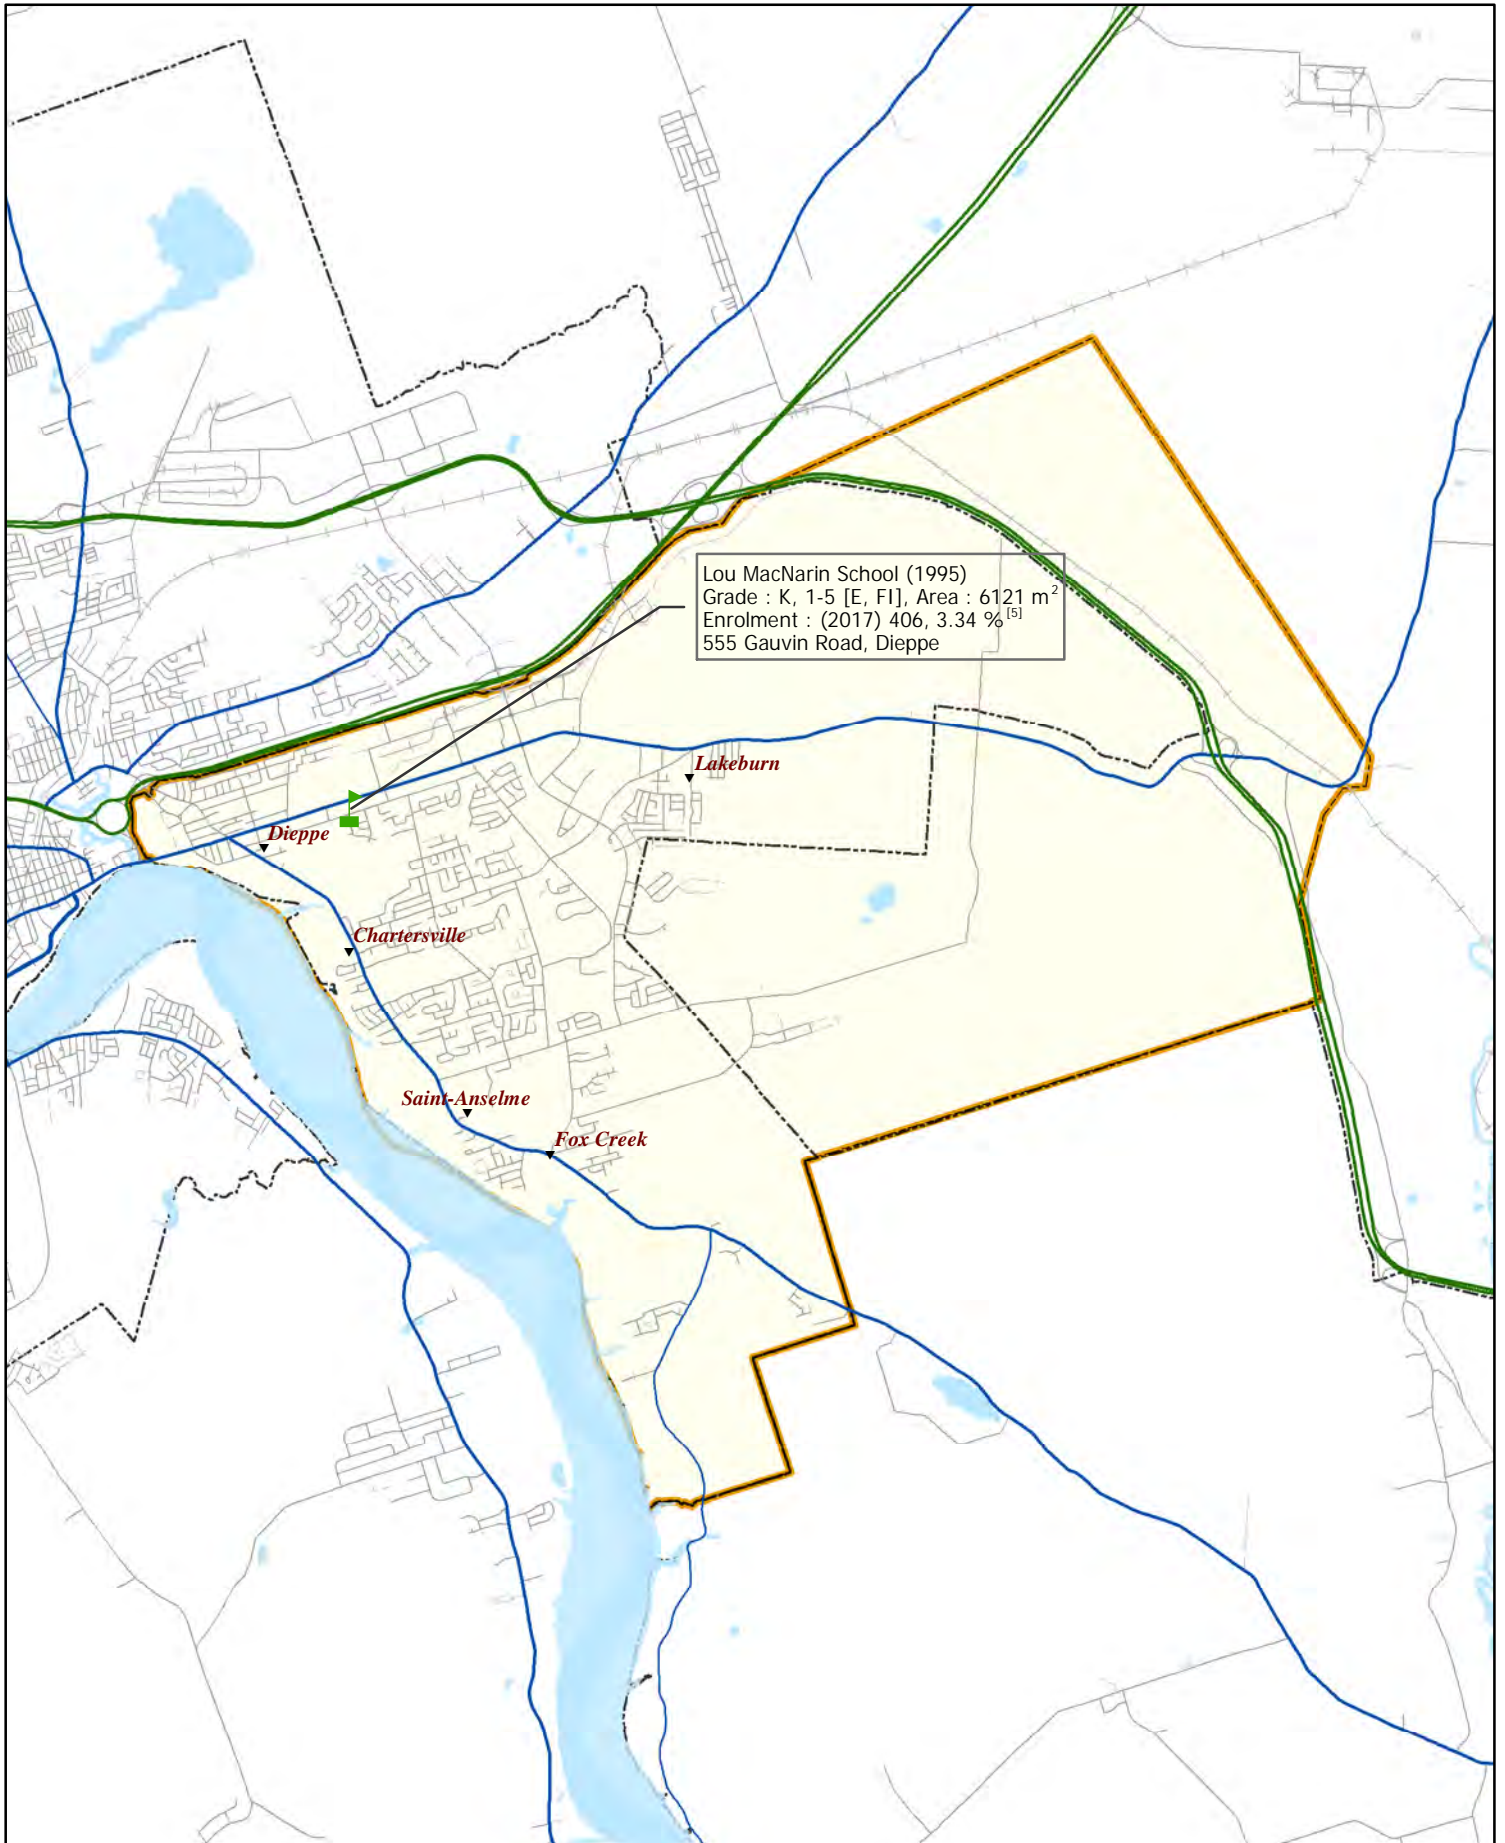 Lou MacNarin School (1995)
Grade : K, 1-5 [E, FI], Area : 6121 m²
Enrolment : (2017) 406, 3.34 % [5]
555 Gauvin Road, Dieppe
Lakeburn
Dieppe
Chartersville
Saint-Anselme
Fox Creek